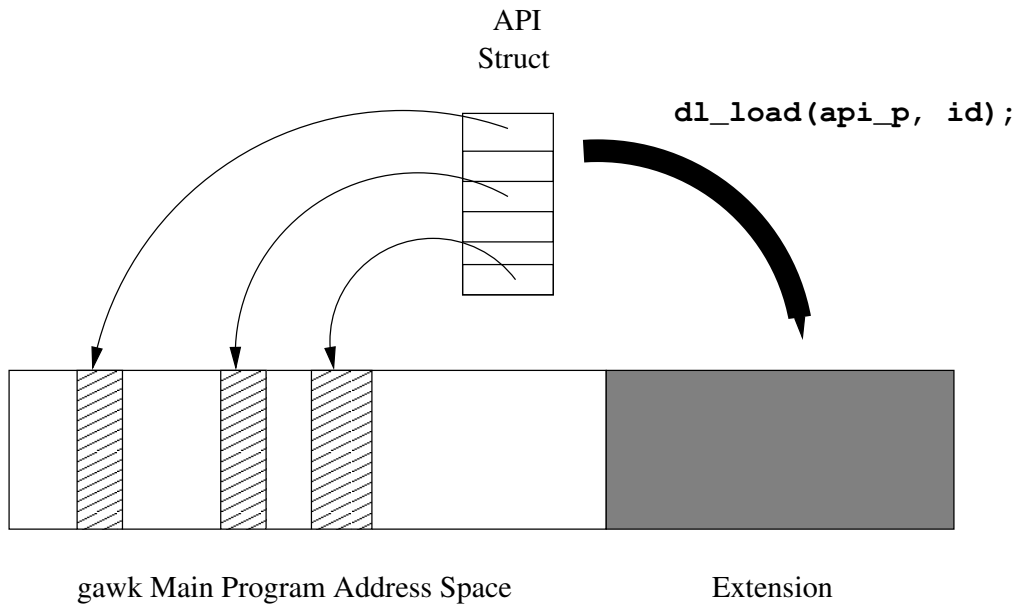 API
Struct
dl_load(api_p, id);
gawk Main Program Address Space
Extension